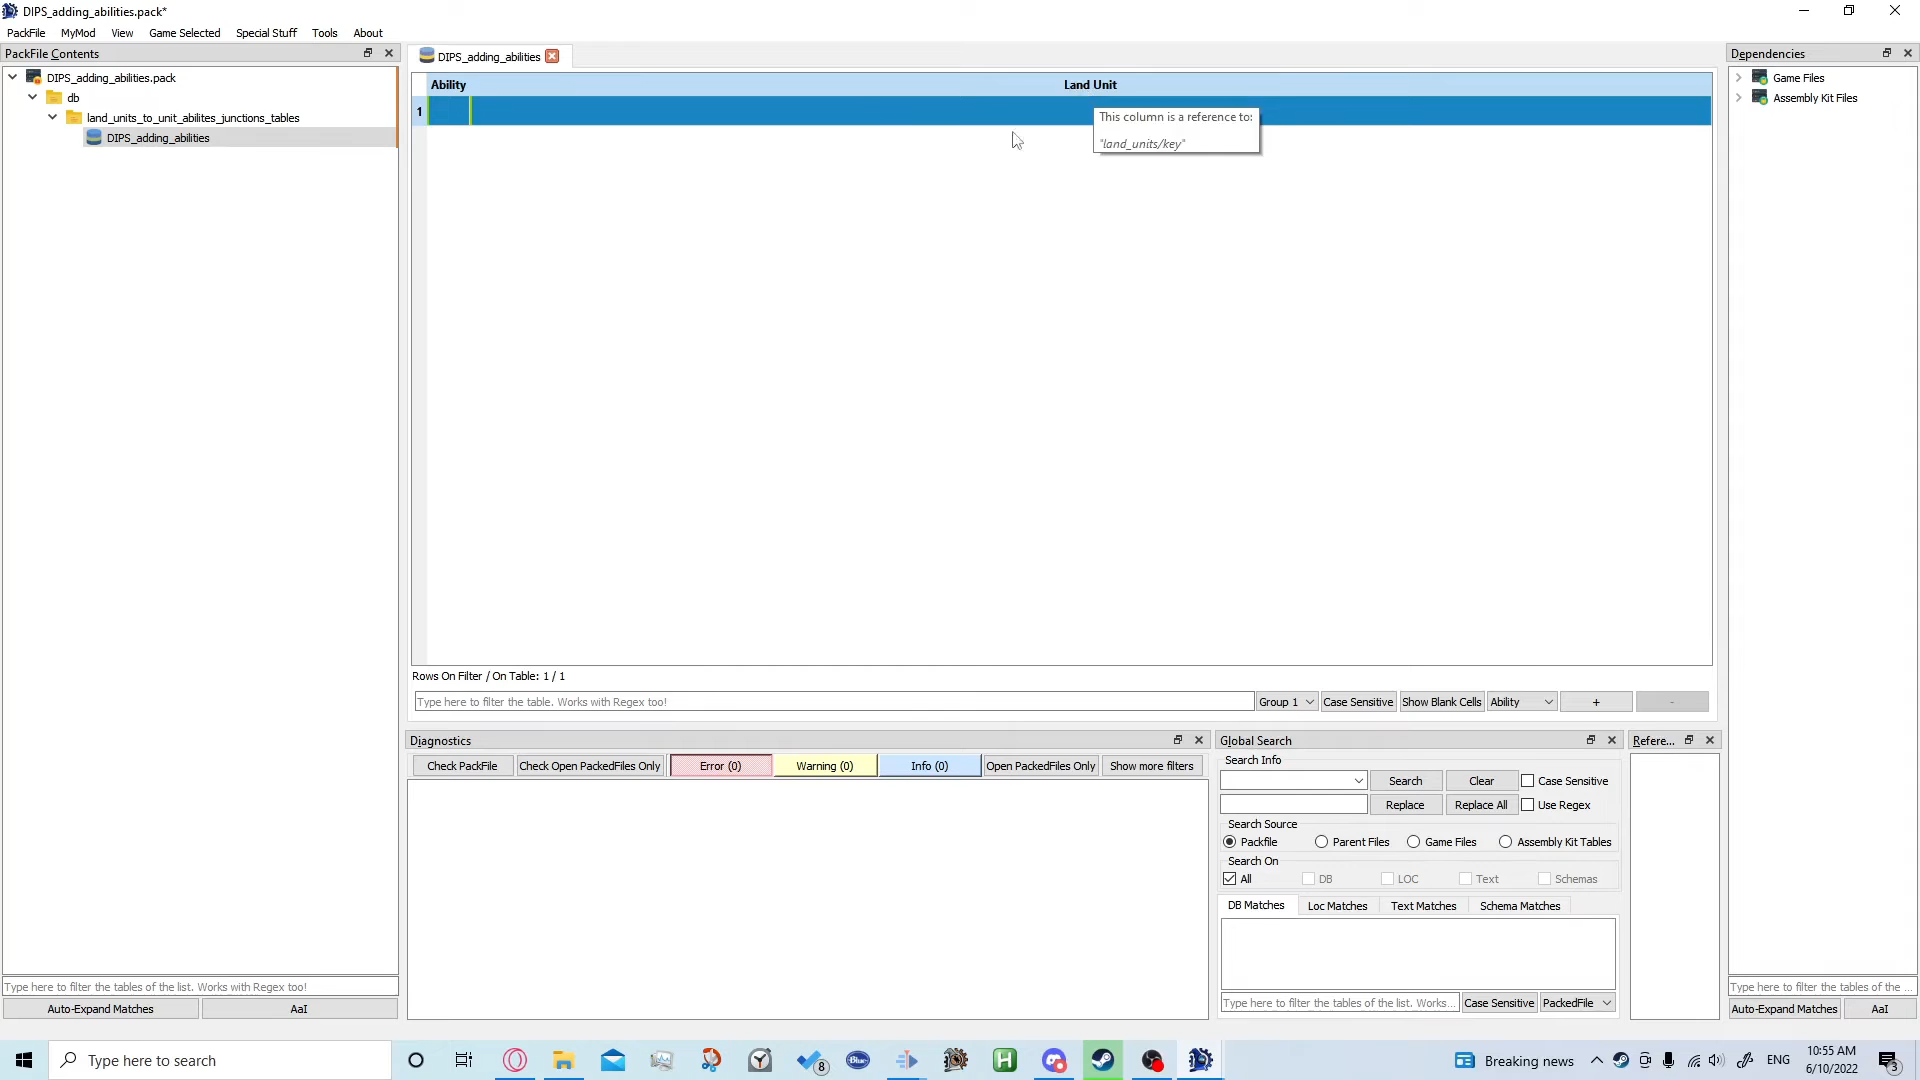 DIPS_adding_abilities.pack*
PackFile MyMod View Game Selected Special Stuff Tools About
PackFile Contents
DIPS_adding_abilities.pack
db
land_units_to_unit_abilites_junctions_tables
DIPS_adding_abilities
Type here to filter the tables of the list. Works with Regex too!
Auto-Expand Matches AaI
DIPS_adding_abilities
Ability Land Unit
1
This column is a reference to:
"land_units/key"
Rows On Filter / On Table: 1 / 1
Type here to filter the table. Works with Regex too! Group 1 Case Sensitive Show Blank Cells Ability + -
Diagnostics
Check PackFile Check Open PackedFiles Only Error (0) Warning (0) Info (0) Open PackedFiles Only Show more filters
Global Search
Search Info
Search Clear Case Sensitive
Replace Replace All Use Regex
Search Source
Packfile Parent Files Game Files Assembly Kit Tables
Search On
All DB LOC Text Schemas
DB Matches Loc Matches Text Matches Schema Matches
Type here to filter the tables of the list. Works... Case Sensitive PackedFile
Refere...
Dependencies
Game Files
Assembly Kit Files
Type here to filter the tables of the ...
Auto-Expand Matches AaI
Type here to search
8
Blue
H
Breaking news
ENG
10:55 AM
6/10/2022
3